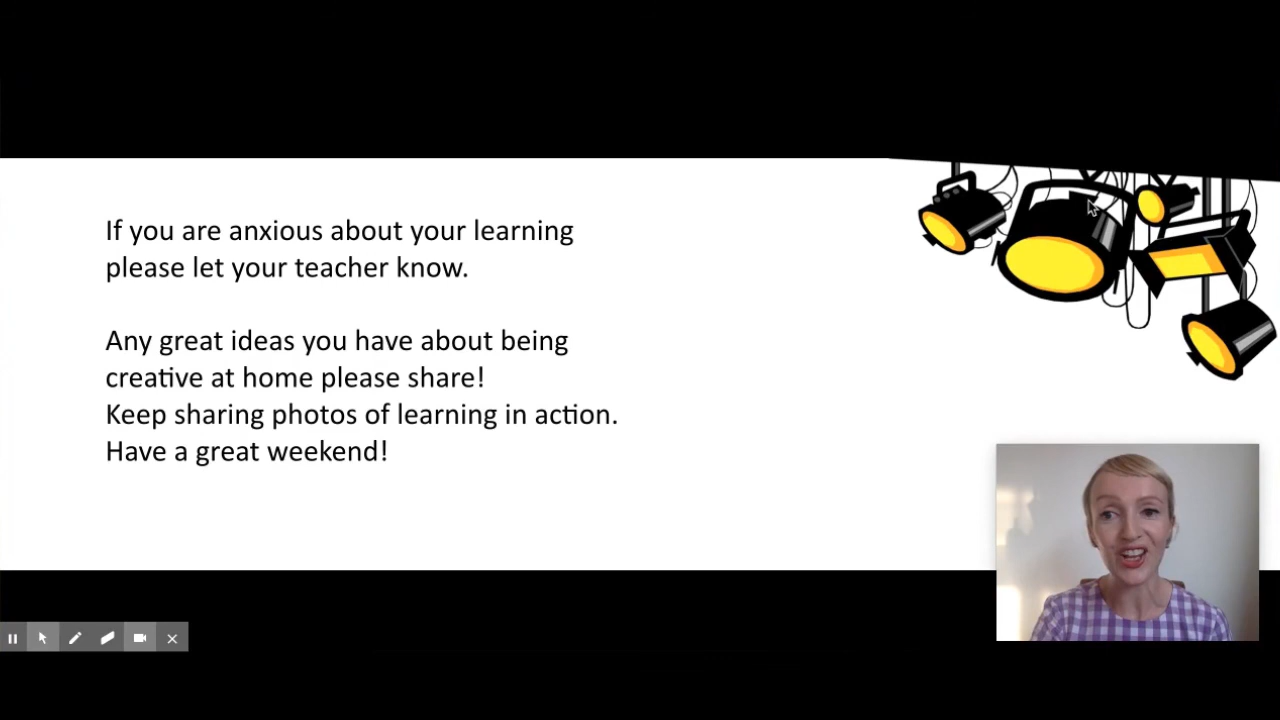 If you are anxious about your learning
please let your teacher know.
Any great ideas you have about being
creative at home please share!
Keep sharing photos of learning in action.
Have a great weekend!